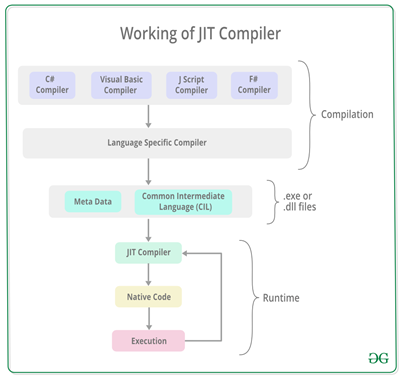 Working of JIT Compiler
C#
Compiler
Visual Basic
Compiler
J Script
Compiler
F#
Compiler
Compilation
Language Specific Compiler
Meta Data
Common Intermediate
Language (CIL)
.exe or
.dll files
JIT Compiler
Native Code
Runtime
Execution